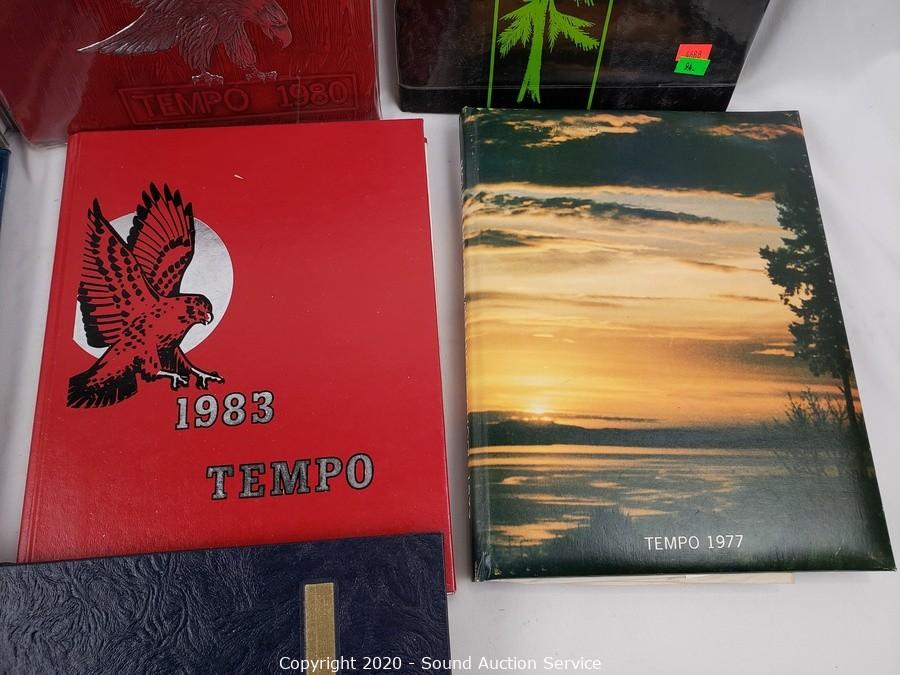 TEMPO 1980
1983
TEMPO
TEMPO 1977
Copyright 2020 - Sound Auction Service